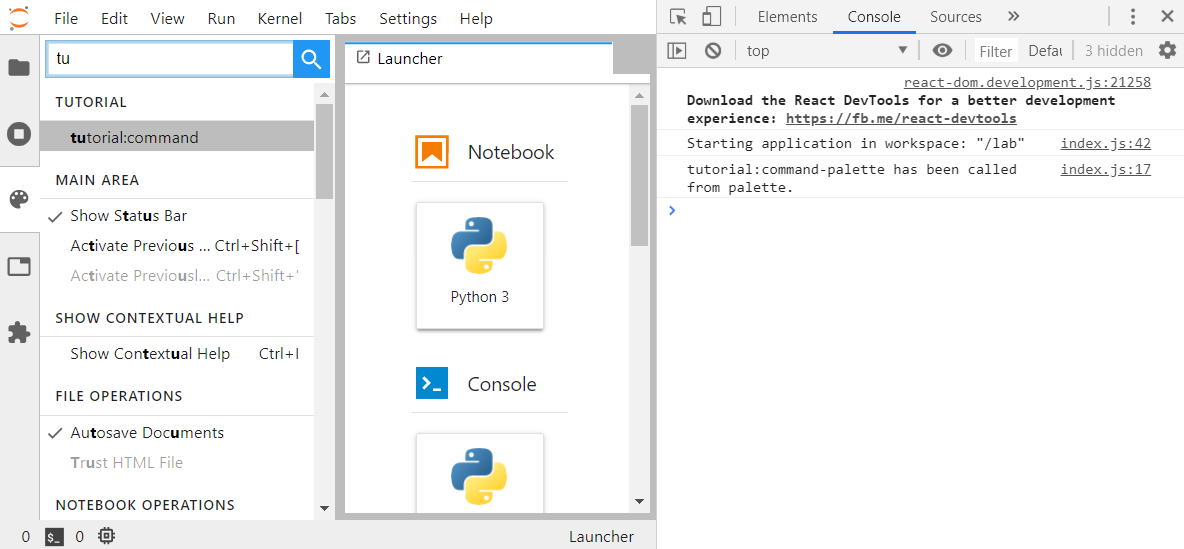 File Edit View Run Kernel Tabs Settings Help
tu
TUTORIAL
tutorial:command
MAIN AREA
Show Status Bar
Activate Previous ... Ctrl+Shift+[
Activate Previousl... Ctrl+Shift+'
SHOW CONTEXTUAL HELP
Show Contextual Help Ctrl+I
FILE OPERATIONS
Autosave Documents
Trust HTML File
NOTEBOOK OPERATIONS
Launcher
Notebook
Python 3
Console
0 $_ 0 Launcher
Elements Console Sources »
top Filter Defau 3 hidden
react-dom.development.js:21258
Download the React DevTools for a better development
experience: https://fb.me/react-devtools
Starting application in workspace: "/lab" index.js:42
tutorial:command-palette has been called index.js:17
from palette.